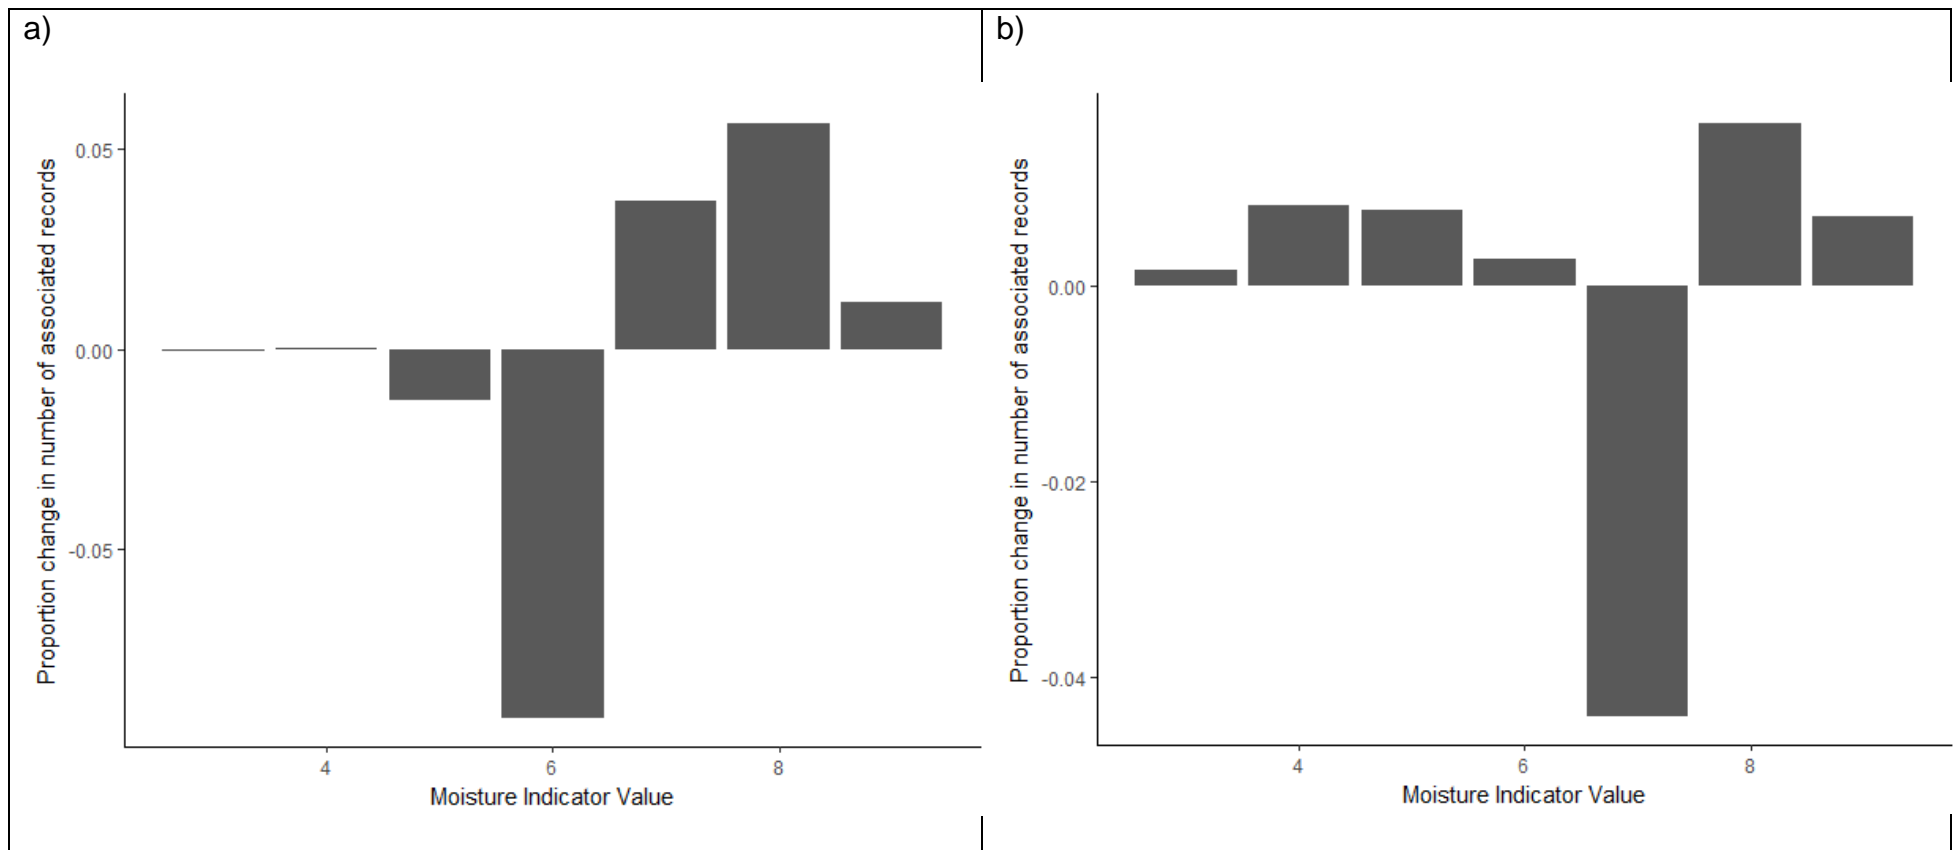 a)
Proportion change in number of associated records
0.05
0.00
-0.05
4
6
8
Moisture Indicator Value
b)
Proportion change in number of associated records
0.00
-0.02
-0.04
4
6
8
Moisture Indicator Value